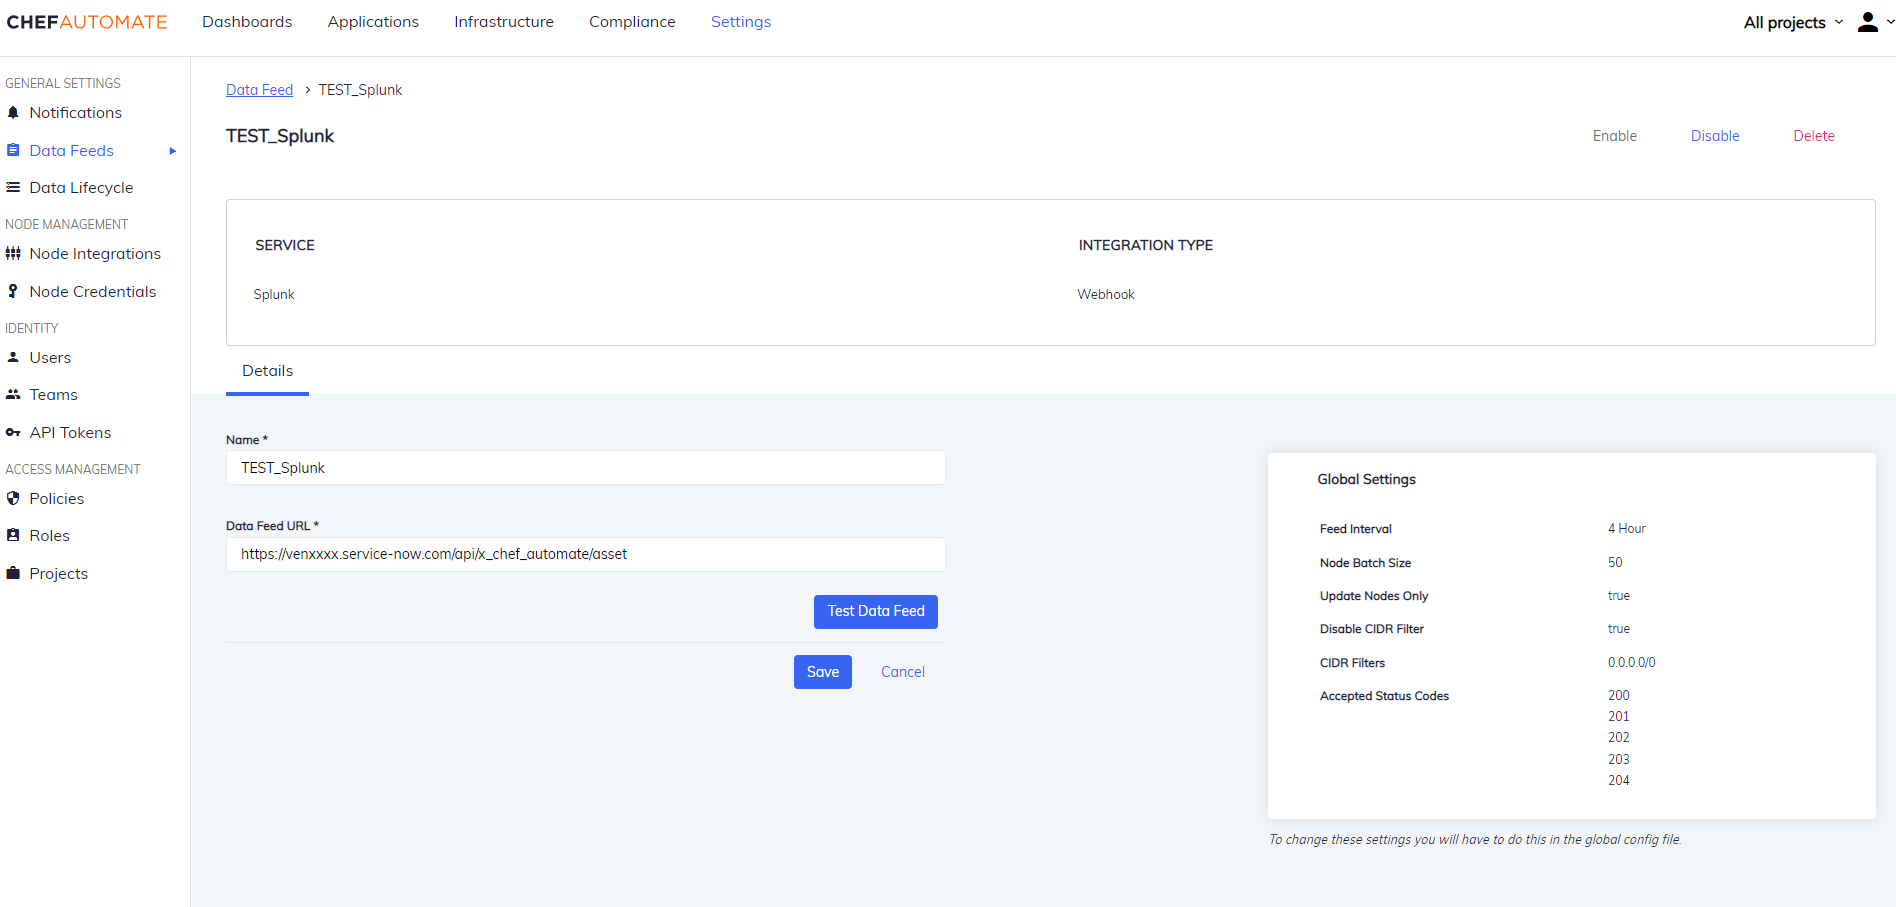 CHEFAUTOMATE Dashboards Applications Infrastructure Compliance Settings All projects
GENERAL SETTINGS
Notifications
Data Feeds
Data Lifecycle
NODE MANAGEMENT
Node Integrations
Node Credentials
IDENTITY
Users
Teams
API Tokens
ACCESS MANAGEMENT
Policies
Roles
Projects
Data Feed > TEST_Splunk
TEST_Splunk Enable Disable Delete
SERVICE INTEGRATION TYPE
Splunk Webhook
Details
Name *
TEST_Splunk
Data Feed URL *
https://venxxxx.service-now.com/api/x_chef_automate/asset
Test Data Feed
Save Cancel
Global Settings
Feed Interval 4 Hour
Node Batch Size 50
Update Nodes Only true
Disable CIDR Filter true
CIDR Filters 0.0.0.0/0
Accepted Status Codes 200
201
202
203
204
To change these settings you will have to do this in the global config file.